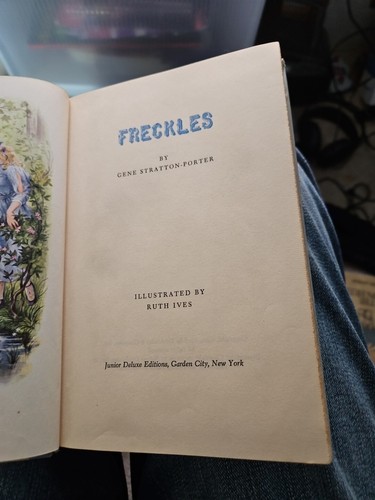 FRECKLES
BY
GENE STRATTON-PORTER
ILLUSTRATED BY
RUTH IVES
Junior Deluxe Editions, Garden City, New York